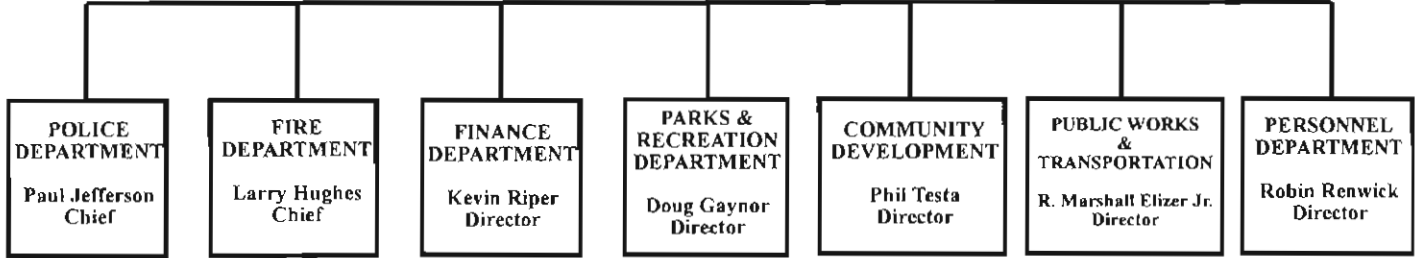 POLICE
DEPARTMENT
Paul Jefferson
Chief
FIRE
DEPARTMENT
Larry Hughes
Chief
FINANCE
DEPARTMENT
Kevin Riper
Director
PARKS &
RECREATION
DEPARTMENT
Doug Gaynor
Director
COMMUNITY
DEVELOPMENT
Phil Testa
Director
PUBLIC WORKS
&
TRANSPORTATION
R. Marshall Elizer Jr.
Director
PERSONNEL
DEPARTMENT
Robin Renwick
Director